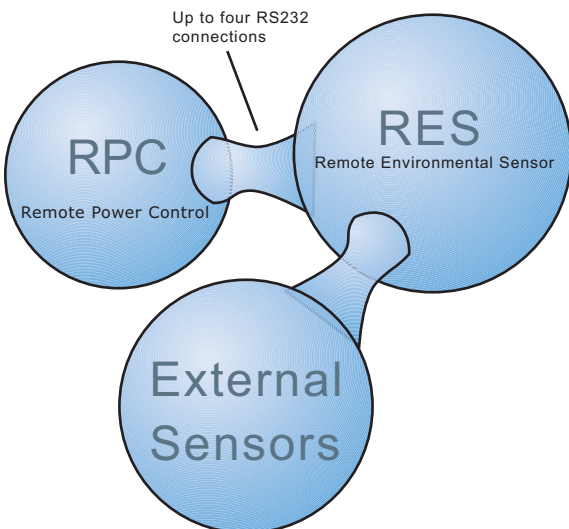 Up to four RS232
connections
RPC
Remote Power Control
RES
Remote Environmental Sensor
External
Sensors